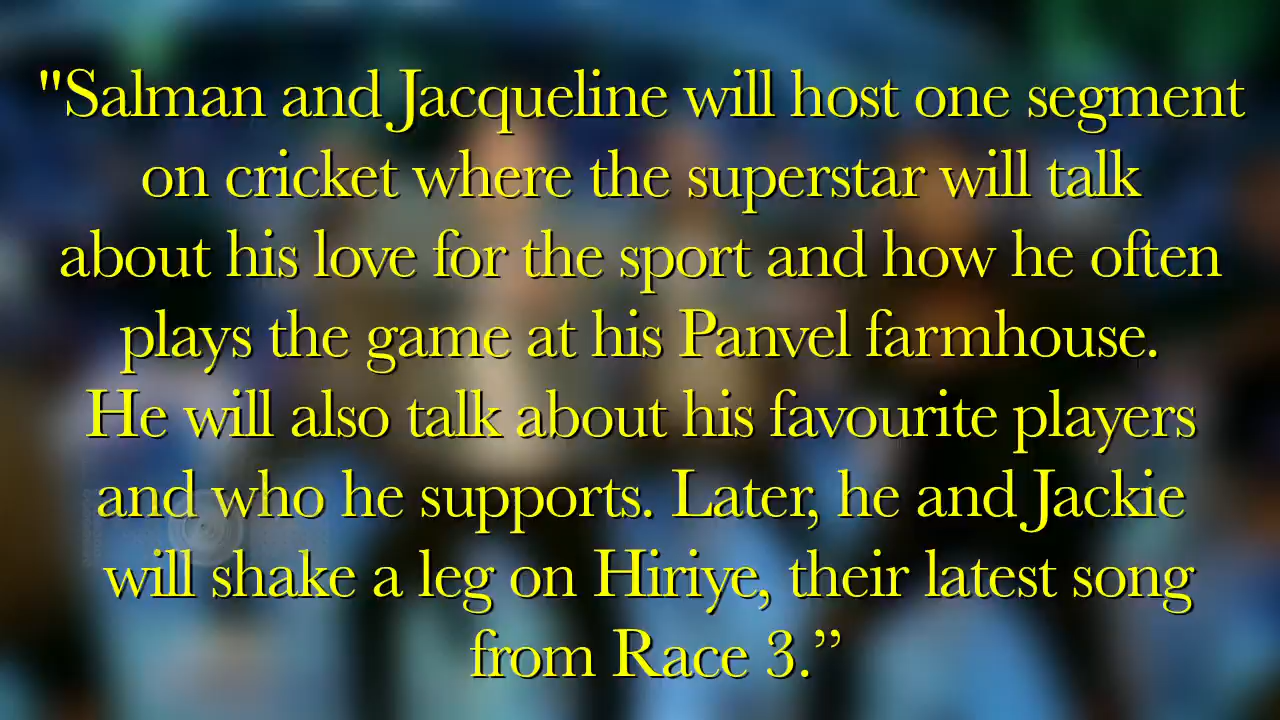 "Salman and Jacqueline will host one segment
on cricket where the superstar will talk
about his love for the sport and how he often
plays the game at his Panvel farmhouse.
He will also talk about his favourite players
and who he supports. Later, he and Jackie
will shake a leg on Hiriye, their latest song
from Race 3.”